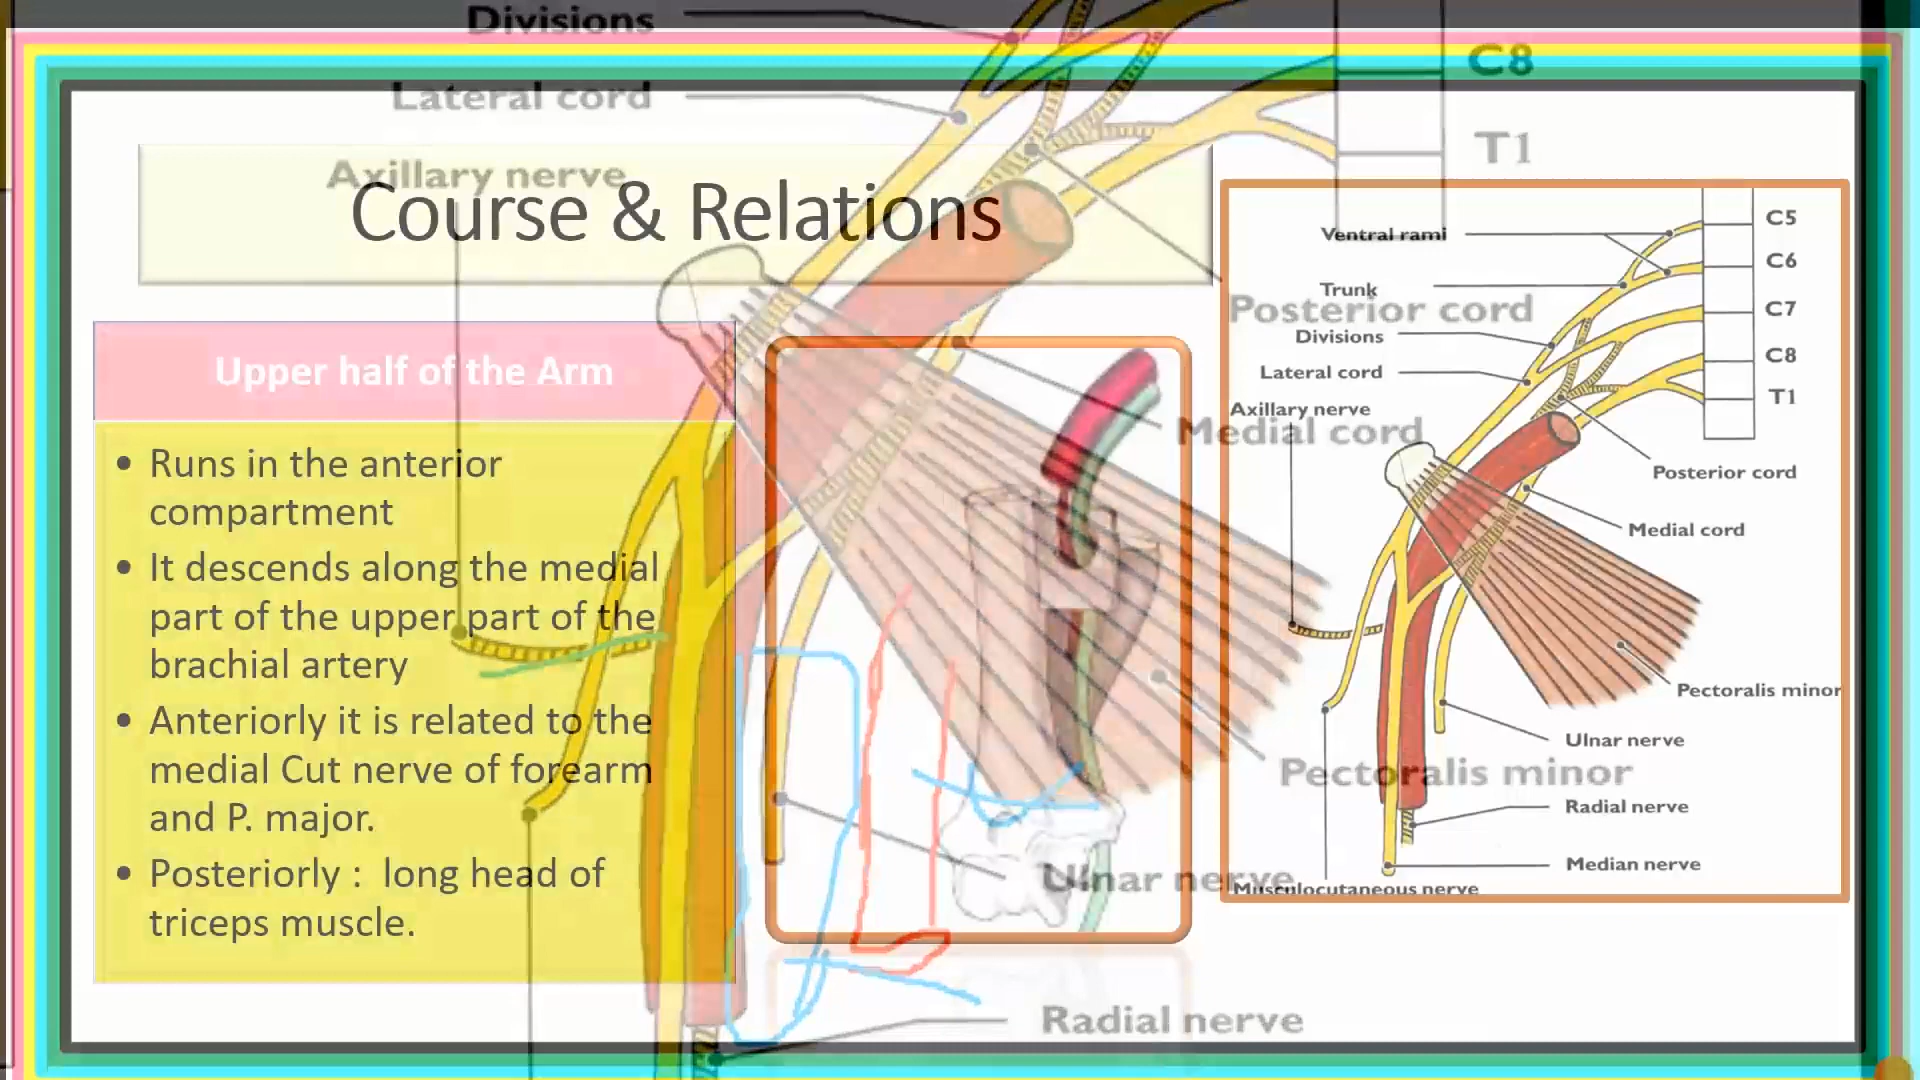 Divisions
Lateral cord
Axillary nerve
C8
T1
Course & Relations
Posterior cord
Medial cord
Pectoralis minor
Ulnar nerve
Radial nerve
Upper half of the Arm
• Runs in the anterior
compartment
• It descends along the medial
part of the upper part of the
brachial artery
• Anteriorly it is related to the
medial Cut nerve of forearm
and P. major.
• Posteriorly :  long head of
triceps muscle.
Ventral rami
Trunk
Divisions
Lateral cord
Axillary nerve
C5
C6
C7
C8
T1
Posterior cord
Medial cord
Pectoralis minor
Ulnar nerve
Radial nerve
Median nerve
Musculocutaneous nerve